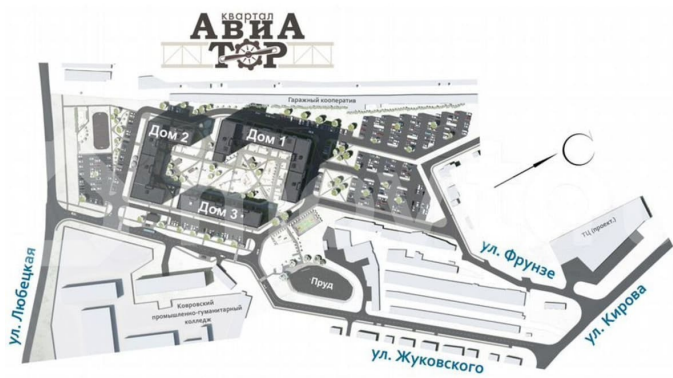 квартал
АвиА
ТОР
Гаражный кооператив
Дом 2
Дом 1
Дом 3
С
ТЦ (проект.)
ул. Фрунзе
ул. Любецкая
Пруд
ул. Кирова
Ковровский
промышленно-гуманитарный
колледж
ул. Жуковского